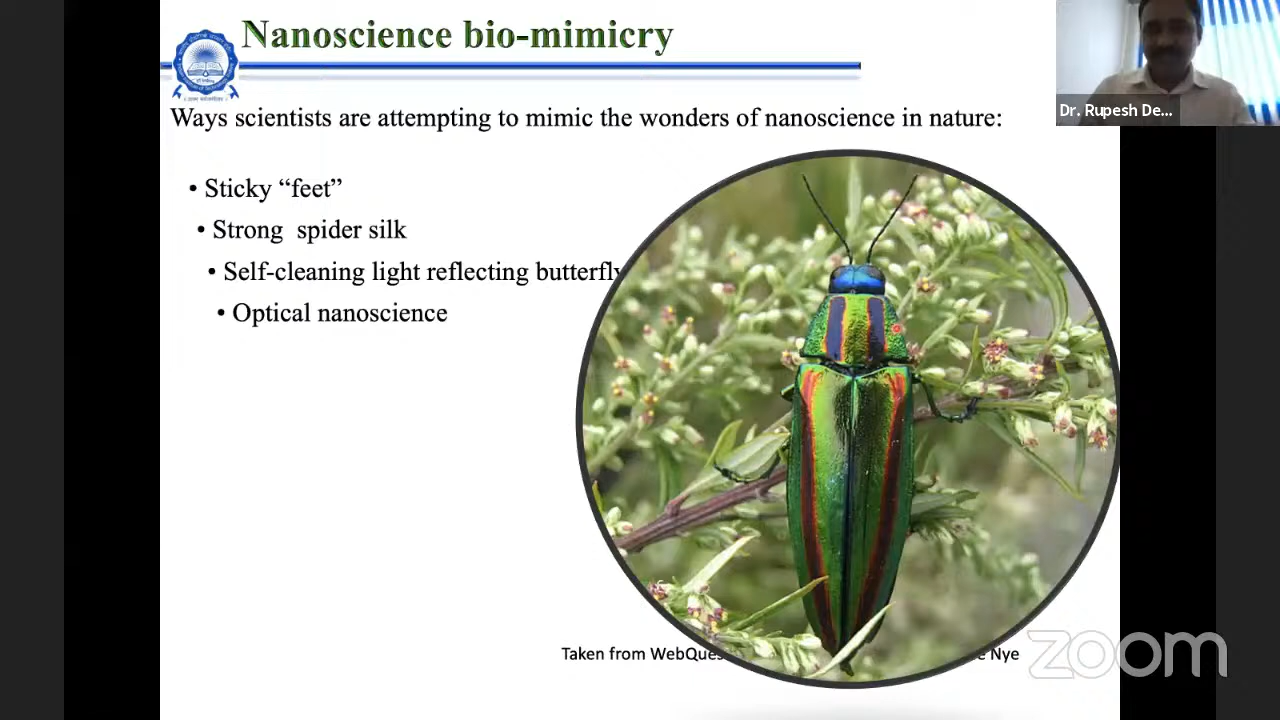 Nanoscience bio-mimicry
Dr. Rupesh De...
Ways scientists are attempting to mimic the wonders of nanoscience in nature:
• Sticky “feet”
• Strong spider silk
• Self-cleaning light reflecting butterfly
• Optical nanoscience
Taken from WebQues
Nye
zoom